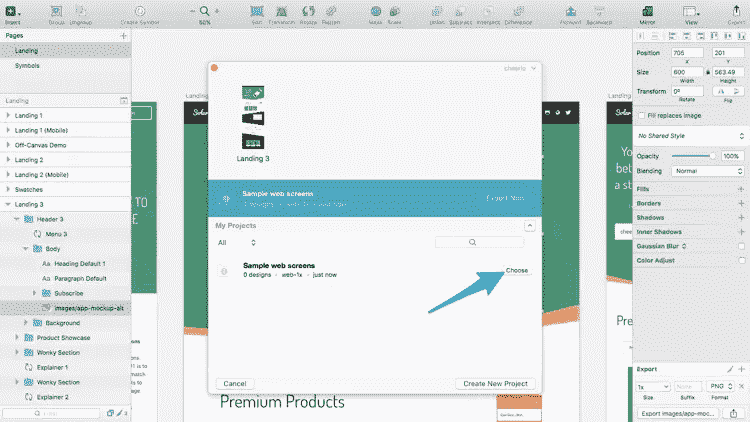 Insert
Group
Ungroup
Create Symbol
50%
Edit
Transform
Rotate
Flatten
Mask
Scale
Union
Subtract
Intersect
Difference
Forward
Backward
Mirror
View
Export
Pages
Landing
Symbols
Landing
Landing 1
Landing 1 (Mobile)
Off-Canvas Demo
Landing 2
Landing 2 (Mobile)
Swatches
Landing 3
Header 3
Menu 3
Body
Heading Default 1
Paragraph Default
Subscribe
images/app-mockup-alt
Background
Product Showcase
Wonky Section
Explainer 1
Wonky Section
Explainer 2
Landing
Landing
Landing 3
Sample web screens
Export Now
My Projects
All
Sample web screens
0 designs • web-1x • just now
Choose
Cancel
Create New Project
Premium Products
Position
705
201
X
Y
Size
600
563.49
Width
Height
Transform
0°
Rotate
Flip
Fill replaces image
No Shared Style
Opacity
100%
Blending
Normal
Fills
Borders
Shadows
Inner Shadows
Gaussian Blur
Color Adjust
Export
1x
None
PNG
Size
Suffix
Format
Export images/app-moc...